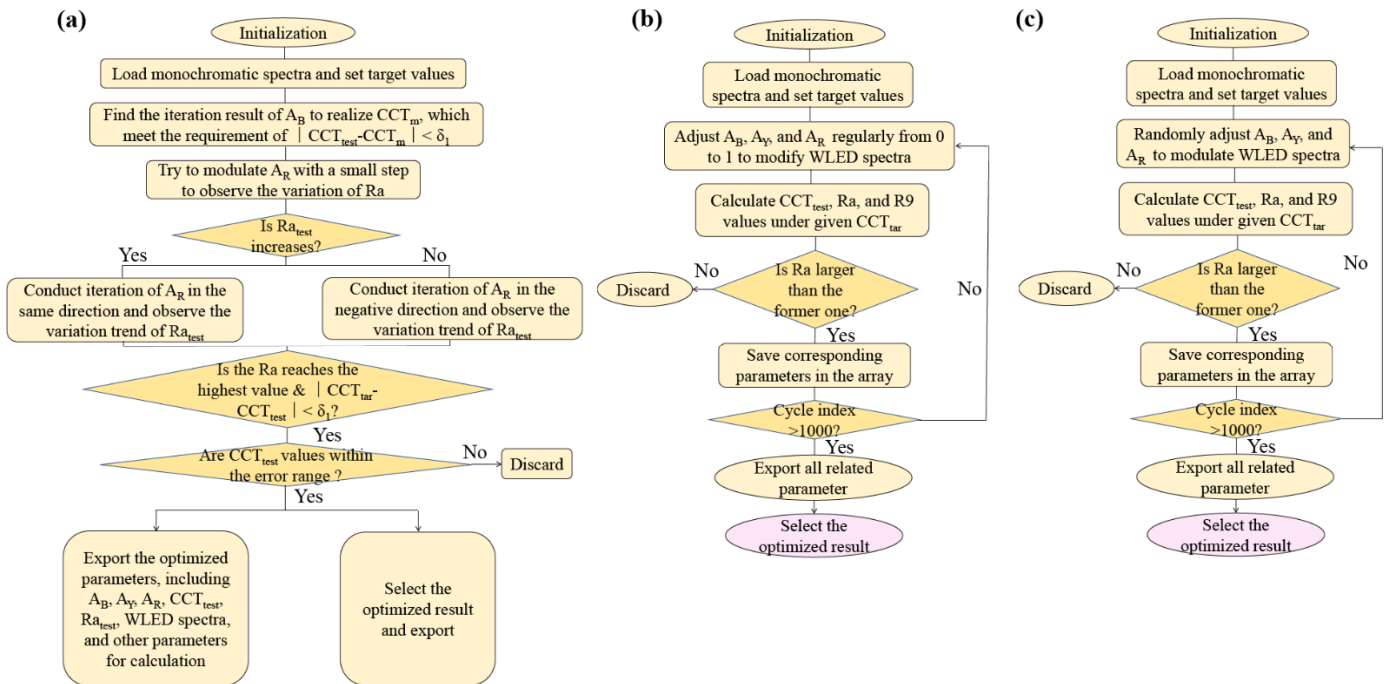 (a)
Initialization
Load monochromatic spectra and set target values
Find the iteration result of A_B to realize CCT_m, which
meet the requirement of | CCT_test-CCT_m | < δ_1
Try to modulate A_R with a small step
to observe the variation of Ra
Is Ra_test
increases?
Yes
No
Conduct iteration of A_R in the
same direction and observe the
variation trend of Ra_test
Conduct iteration of A_R in the
negative direction and observe the
variation trend of Ra_test
Is the Ra reaches the
highest value & | CCT_tar-
CCT_test | < δ_1?
Yes
Are CCT_test values within
the error range ?
No
Discard
Yes
Export the optimized
parameters, including
A_B, A_Y, A_R, CCT_test,
Ra_test, WLED spectra,
and other parameters
for calculation
Select the
optimized result
and export
(b)
Initialization
Load monochromatic
spectra and set target values
Adjust A_B, A_Y, and A_R regularly from 0
to 1 to modify WLED spectra
Calculate CCT_test, Ra, and R9
values under given CCT_tar
Is Ra larger
than the
former one?
No
Discard
No
Yes
Save corresponding
parameters in the array
Cycle index
>1000?
Yes
Export all related
parameter
Select the
optimized result
(c)
Initialization
Load monochromatic
spectra and set target values
Randomly adjust A_B, A_Y, and
A_R to modulate WLED spectra
Calculate CCT_test, Ra, and R9
values under given CCT_tar
Is Ra larger
than the
former one?
No
Discard
No
Yes
Save corresponding
parameters in the array
Cycle index
>1000?
Yes
Export all related
parameter
Select the
optimized result